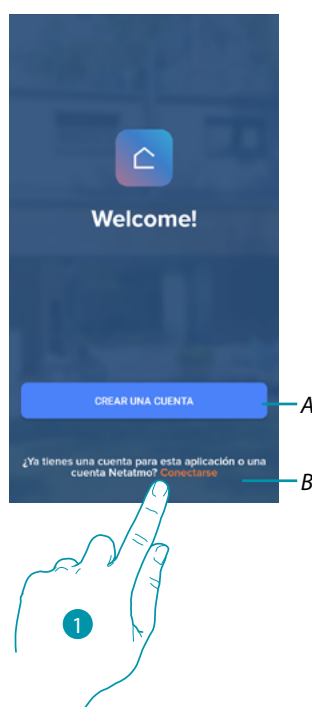 Welcome!
CREAR UNA CUENTA
A
¿Ya tienes una cuenta para esta aplicación o una
cuenta Netatmo? Conectarse
B
1